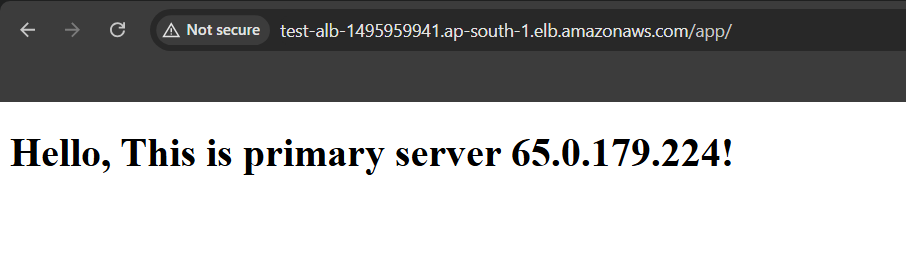 Not secure test-alb-1495959941.ap-south-1.elb.amazonaws.com/app/
Hello, This is primary server 65.0.179.224!